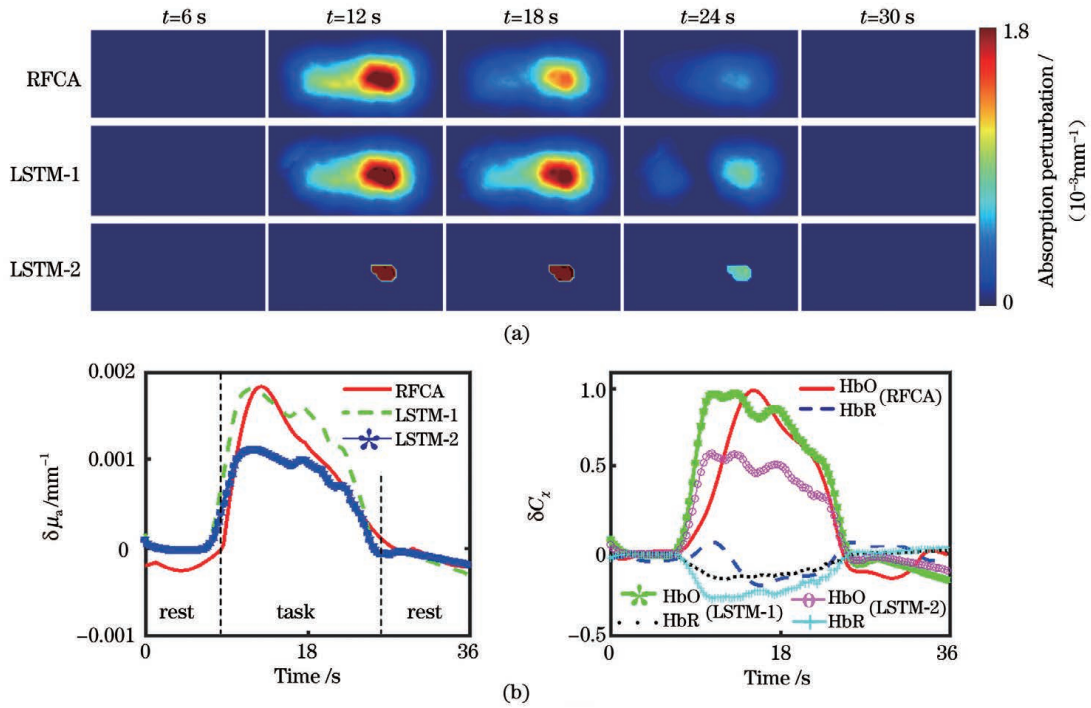 t=6 s t=12 s t=18 s t=24 s t=30 s
RFCA
LSTM-1
LSTM-2
1.8
0
Absorption perturbation /
(10⁻³mm⁻¹)
(a)
0.002
0.001
0
−0.001
δμₐ/mm⁻¹
RFCA
LSTM-1
LSTM-2
rest task rest
0 18 36
Time /s
1.0
0.5
0
−0.5
δCᵪ
HbO (RFCA)
HbR
HbO (LSTM-1) HbO (LSTM-2)
HbR HbR
0 18 36
Time /s
(b)